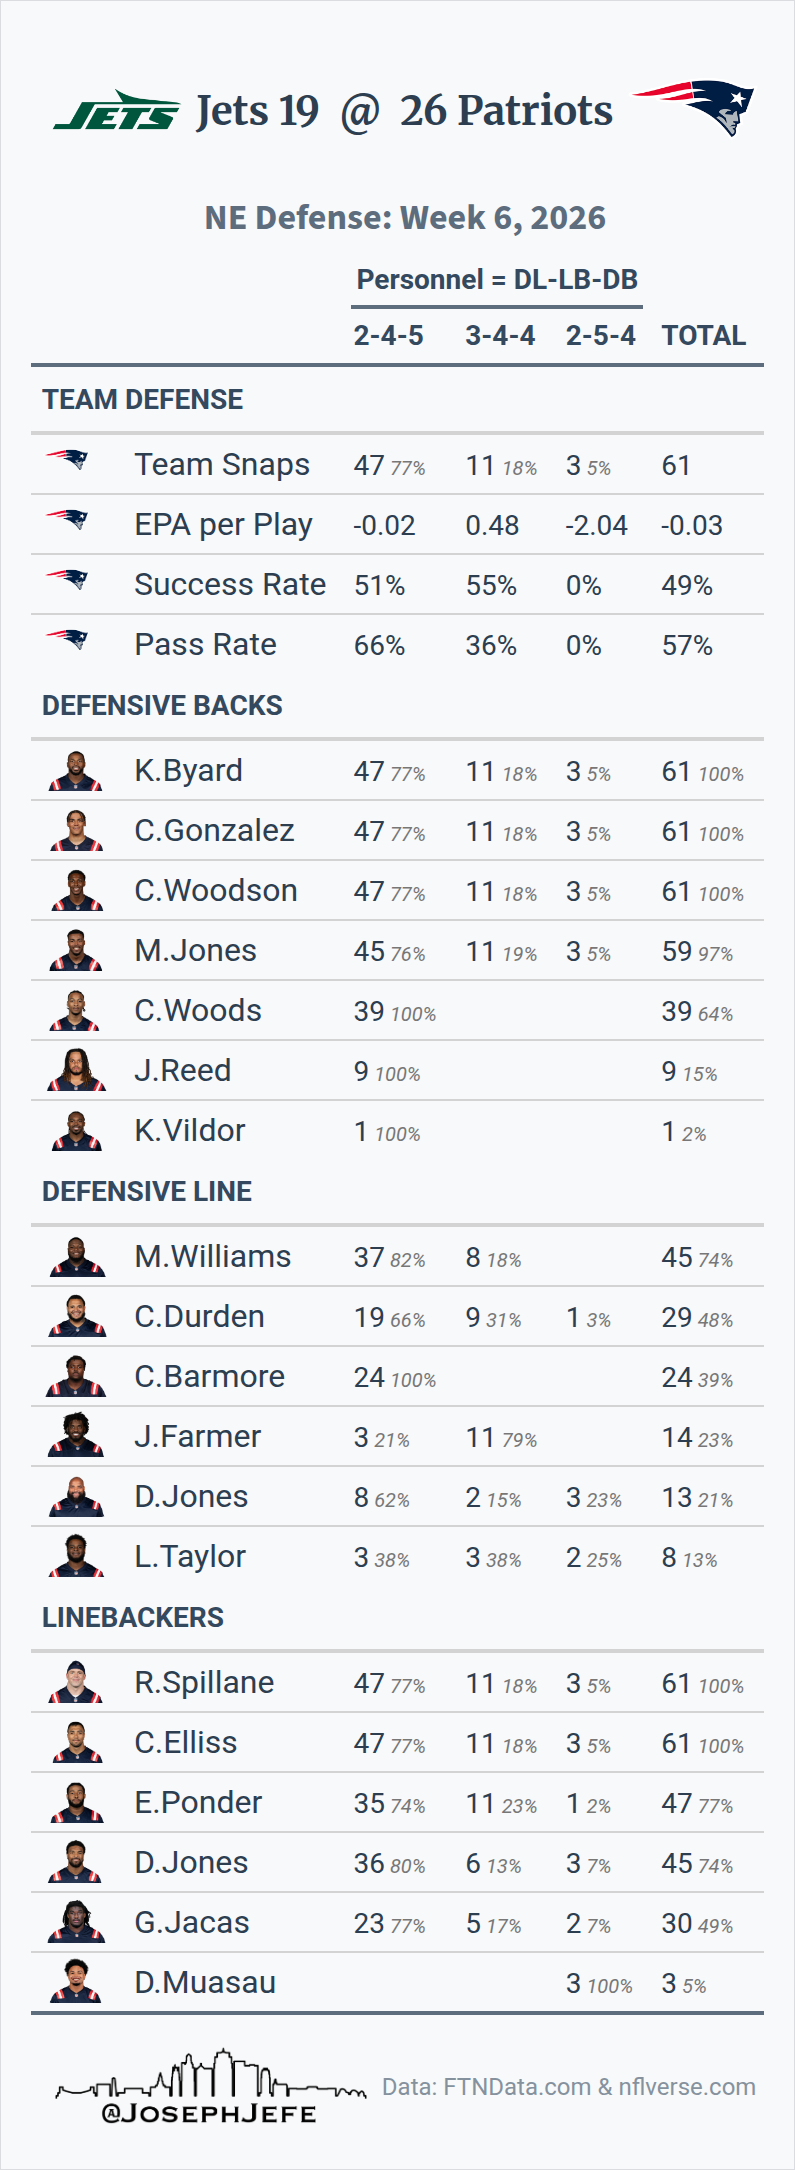 JETS Jets 19 @ 26 Patriots
NE Defense: Week 6, 2026
Personnel = DL-LB-DB
2-4-5 3-4-4 2-5-4 TOTAL
TEAM DEFENSE
Team Snaps 47 77% 11 18% 3 5% 61
EPA per Play -0.02 0.48 -2.04 -0.03
Success Rate 51% 55% 0% 49%
Pass Rate 66% 36% 0% 57%
DEFENSIVE BACKS
K.Byard 47 77% 11 18% 3 5% 61 100%
C.Gonzalez 47 77% 11 18% 3 5% 61 100%
C.Woodson 47 77% 11 18% 3 5% 61 100%
M.Jones 45 76% 11 19% 3 5% 59 97%
C.Woods 39 100% 39 64%
J.Reed 9 100% 9 15%
K.Vildor 1 100% 1 2%
DEFENSIVE LINE
M.Williams 37 82% 8 18% 45 74%
C.Durden 19 66% 9 31% 1 3% 29 48%
C.Barmore 24 100% 24 39%
J.Farmer 3 21% 11 79% 14 23%
D.Jones 8 62% 2 15% 3 23% 13 21%
L.Taylor 3 38% 3 38% 2 25% 8 13%
LINEBACKERS
R.Spillane 47 77% 11 18% 3 5% 61 100%
C.Elliss 47 77% 11 18% 3 5% 61 100%
E.Ponder 35 74% 11 23% 1 2% 47 77%
D.Jones 36 80% 6 13% 3 7% 45 74%
G.Jacas 23 77% 5 17% 2 7% 30 49%
D.Muasau 3 100% 3 5%
Data: FTNData.com & nflverse.com
@JOSEPHJEFE